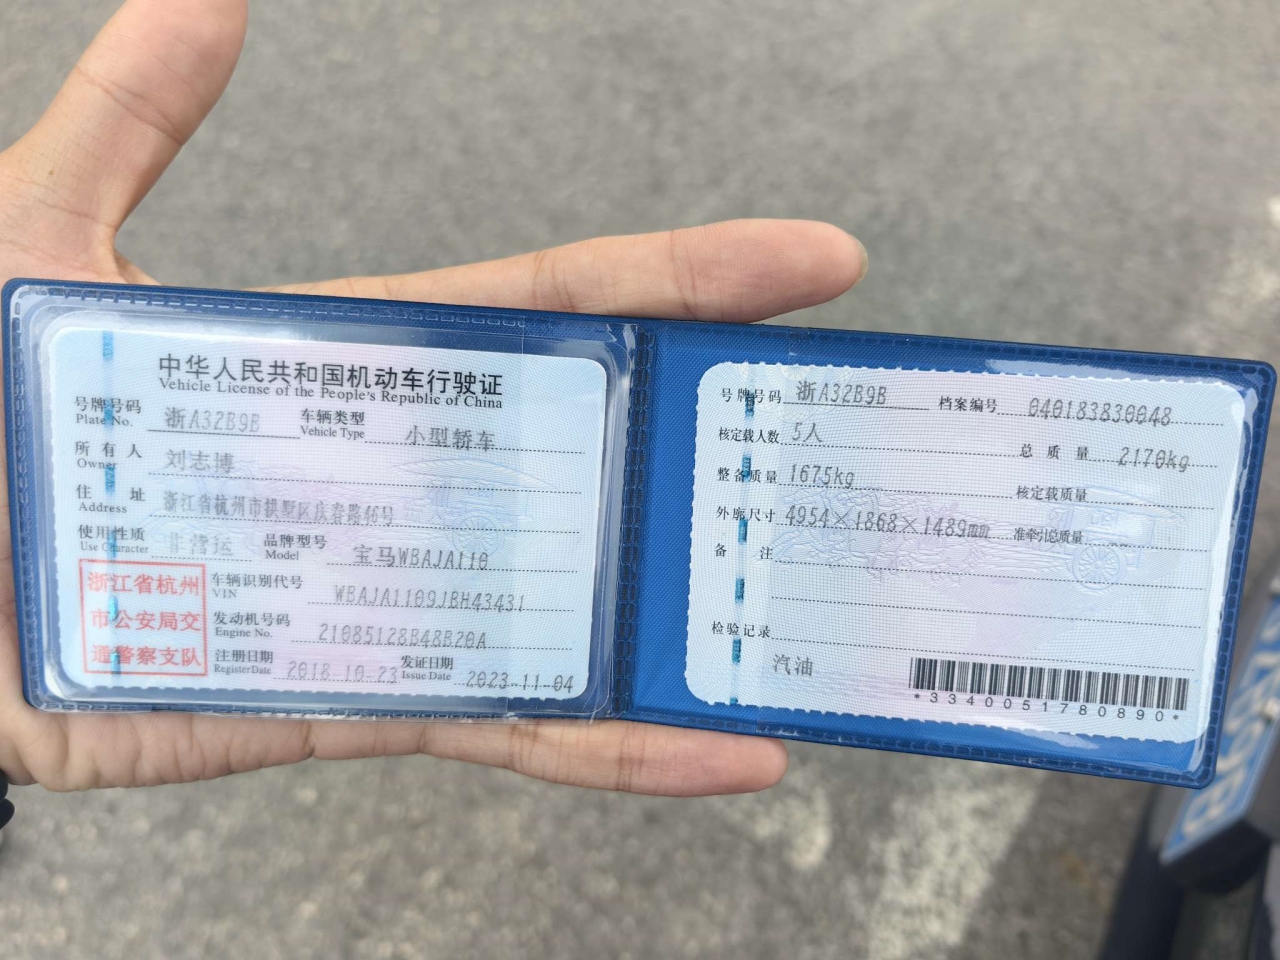 中华人民共和国机动车行驶证
Vehicle License of the People's Republic of China
号牌号码 浙A32B9B 车辆类型 小型轿车
Plate No. Vehicle Type
所有人 刘志博
Owner
住址 浙江省杭州市拱墅区庆春路46号
Address
使用性质 非营运 品牌型号 宝马WBAJA110
Use Character Model
浙江省杭州
市公安局交
通警察支队
车辆识别代号 WBAJA1109JBH43431
VIN
发动机号码 21085128B48B20A
Engine No.
注册日期 2018-10-23 发证日期 2023-11-04
Register Date Issue Date
号牌号码 浙A32B9B 档案编号 040183830048
核定载人数 5人 总质量 2170kg
整备质量 1675kg 核定载质量
外廓尺寸 4954×1868×1489mm 准牵引总质量
备注
检验记录
汽油
*3340051780890*